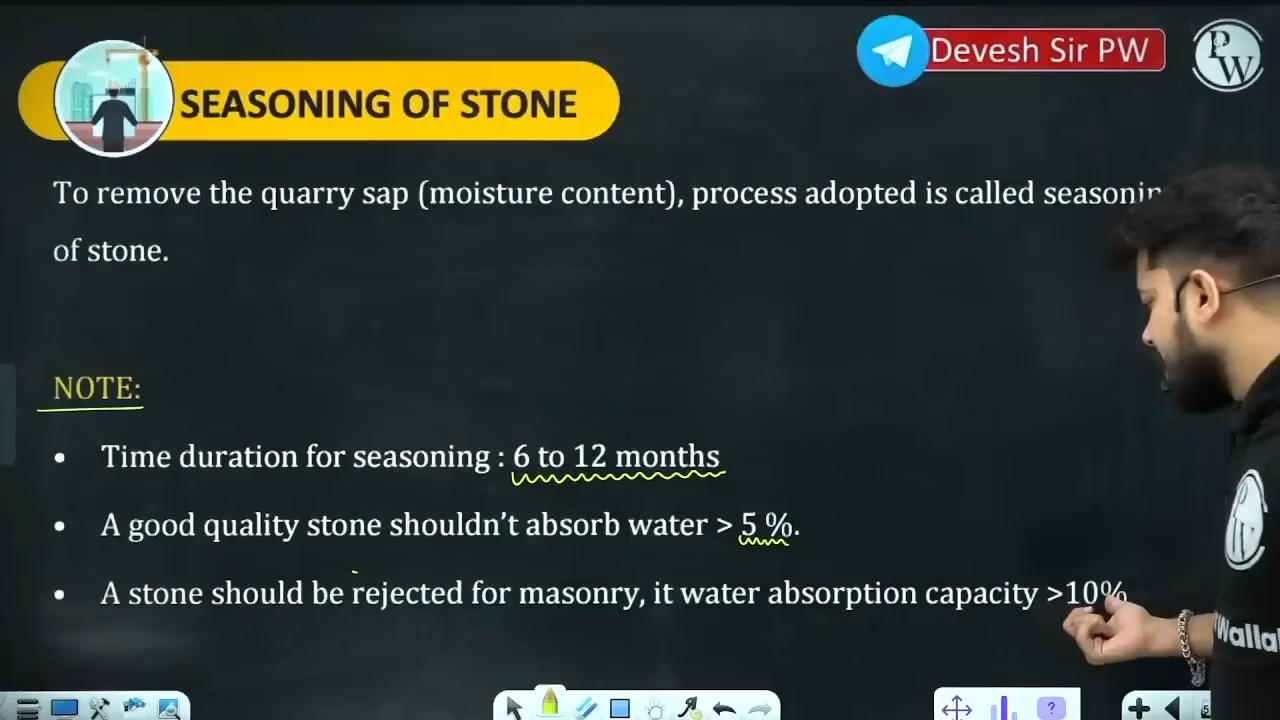 Devesh Sir PW
PW
SEASONING OF STONE
To remove the quarry sap (moisture content), process adopted is called
of stone.
NOTE:
• Time duration for seasoning : 6 to 12 months
• A good quality stone shouldn't absorb water > 5 %.
• A stone should be rejected for masonry, it water absorption capacity >10%